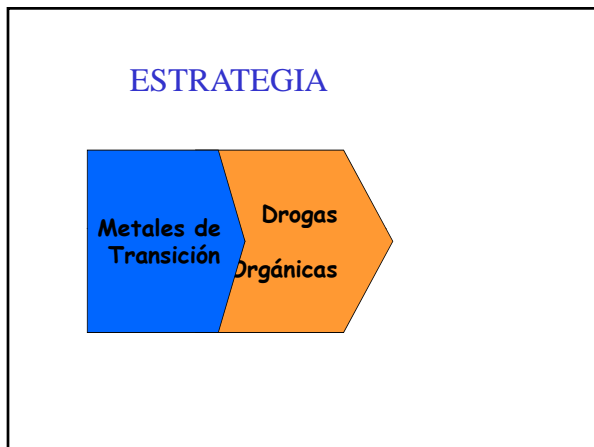 ESTRATEGIA
Metales de
Transición
Drogas
Orgánicas